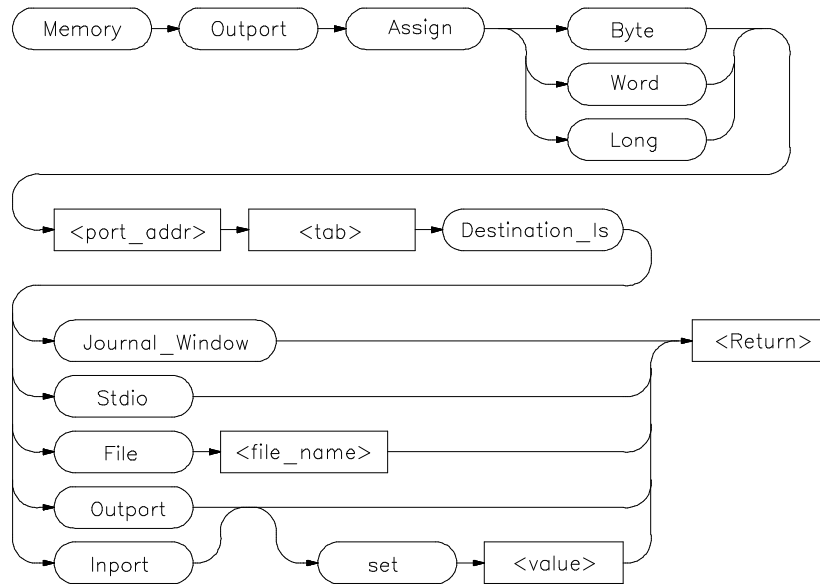 Memory Outport Assign Byte
Word
Long
<port_addr> <tab> Destination_Is
Journal_Window <Return>
Stdio
File <file_name>
Outport
Inport set <value>